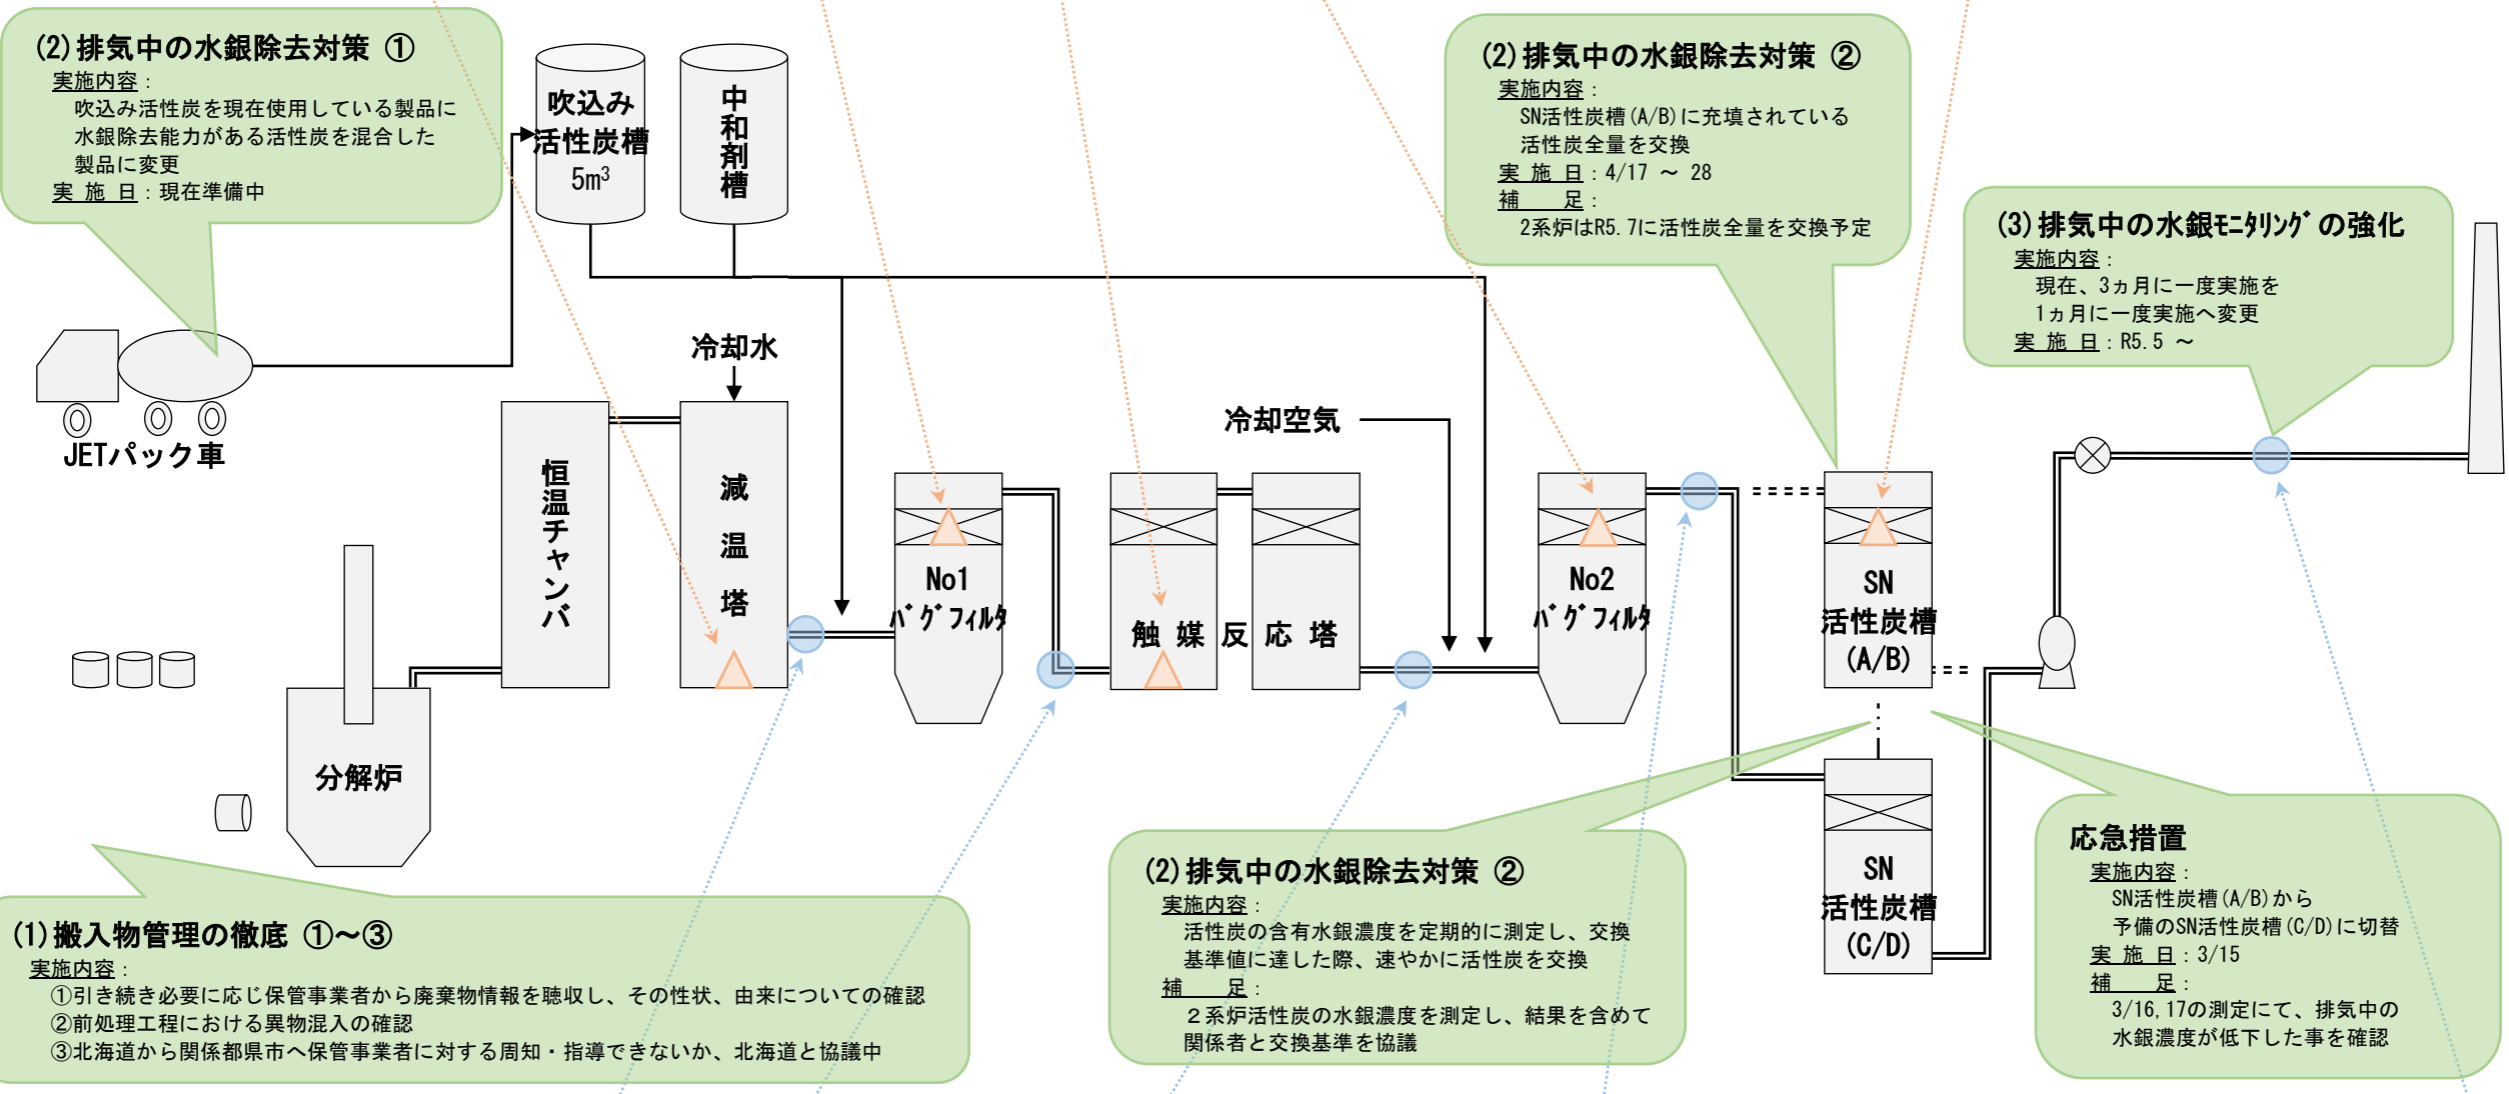 (2)排気中の水銀除去対策 ①
実施内容：
吹込み活性炭を現在使用している製品に
水銀除去能力がある活性炭を混合した
製品に変更
実 施 日：現在準備中
吹込み
活性炭槽
5m³
中和剤槽
(2)排気中の水銀除去対策 ②
実施内容：
SN活性炭槽(A/B)に充填されている
活性炭全量を交換
実 施 日：4/17 ～ 28
補　　足：
2系炉はR5.7に活性炭全量を交換予定
(3)排気中の水銀ﾓﾆﾀﾘﾝｸﾞの強化
実施内容：
現在、3ヵ月に一度実施を
1ヵ月に一度実施へ変更
実 施 日：R5.5 ～
JETパック車
冷却水
冷却空気
恒温チャンバ
減温塔
No1
ﾊﾞｸﾞﾌｨﾙﾀ
触 媒 反 応 塔
No2
ﾊﾞｸﾞﾌｨﾙﾀ
SN
活性炭槽
(A/B)
分解炉
SN
活性炭槽
(C/D)
(1)搬入物管理の徹底 ①～③
実施内容：
①引き続き必要に応じ保管事業者から廃棄物情報を聴収し、その性状、由来についての確認
②前処理工程における異物混入の確認
③北海道から関係都県市へ保管事業者に対する周知・指導できないか、北海道と協議中
(2)排気中の水銀除去対策 ②
実施内容：
活性炭の含有水銀濃度を定期的に測定し、交換
基準値に達した際、速やかに活性炭を交換
補　　足：
２系炉活性炭の水銀濃度を測定し、結果を含めて
関係者と交換基準を協議
応急措置
実施内容：
SN活性炭槽(A/B)から
予備のSN活性炭槽(C/D)に切替
実 施 日：3/15
補　　足：
3/16,17の測定にて、排気中の
水銀濃度が低下した事を確認